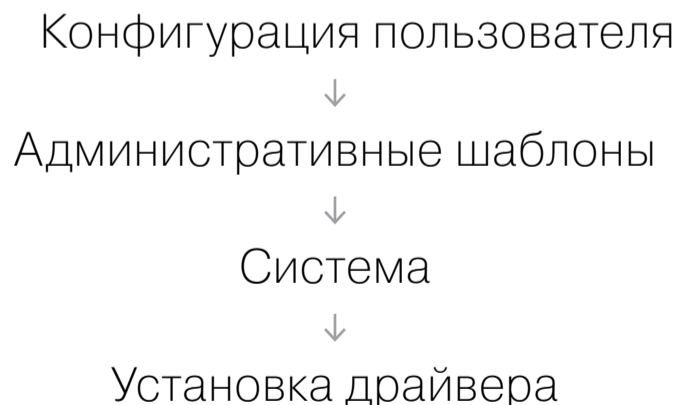 Конфигурация пользователя
↓
Административные шаблоны
↓
Система
↓
Установка драйвера